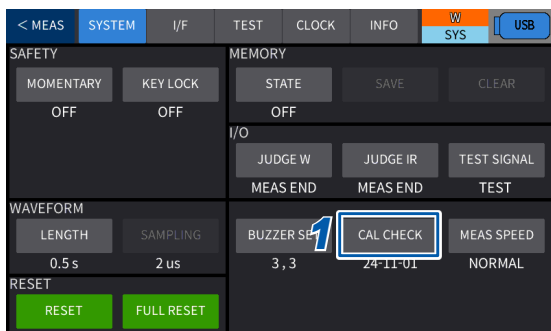 < MEAS SYSTEM I/F TEST CLOCK INFO W SYS USB
SAFETY MEMORY
MOMENTARY KEY LOCK STATE SAVE CLEAR
OFF OFF OFF
I/O
JUDGE W JUDGE IR TEST SIGNAL
MEAS END MEAS END TEST
WAVEFORM
LENGTH SAMPLING BUZZER SE 1 CAL CHECK MEAS SPEED
0.5 s 2 us 3 , 3 24-11-01 NORMAL
RESET
RESET FULL RESET